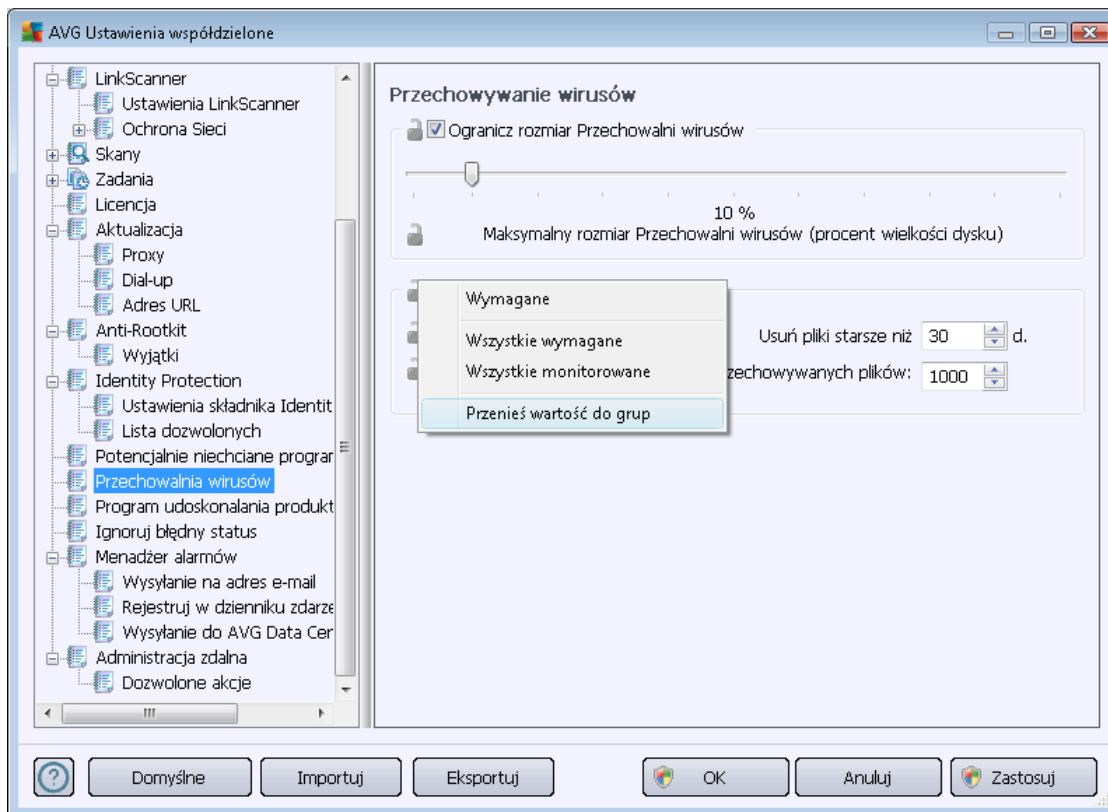 AVG Ustawienia współdzielone
LinkScanner
Ustawienia LinkScanner
Ochrona Sieci
Skany
Zadania
Licencja
Aktualizacja
Proxy
Dial-up
Adres URL
Anti-Rootkit
Wyjątki
Identity Protection
Ustawienia składnika Identit
Lista dozwolonych
Potencjalnie niechciane prograr
Przechowalnia wirusów
Program udoskonalania produkt
Ignoruj błędny status
Menadżer alarmów
Wysyłanie na adres e-mail
Rejestruj w dzienniku zdarze
Wysyłanie do AVG Data Cer
Administracja zdalna
Dozwolone akcje
Przechowywanie wirusów
Ogranicz rozmiar Przechowalni wirusów
10 %
Maksymalny rozmiar Przechowalni wirusów (procent wielkości dysku)
Wymagane
Wszystkie wymagane
Wszystkie monitorowane
Przenieś wartość do grup
Usuń pliki starsze niż 30 d.
zechowywanych plików: 1000
Domyślne Importuj Eksportuj OK Anuluj Zastosuj